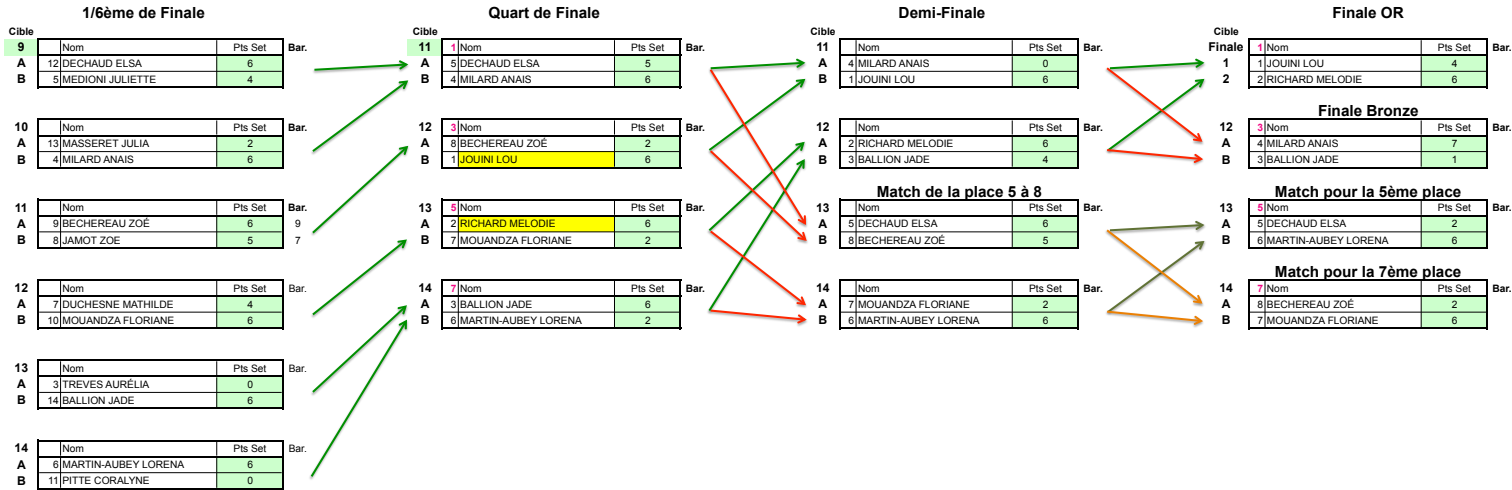 1/6ème de Finale
Cible
9 Nom Pts Set Bar.
A 12 DECHAUD ELSA 6
B 5 MEDIONI JULIETTE 4
10 Nom Pts Set Bar.
A 13 MASSERET JULIA 2
B 4 MILARD ANAIS 6
11 Nom Pts Set Bar.
A 9 BECHEREAU ZOÉ 6 9
B 8 JAMOT ZOE 5 7
12 Nom Pts Set Bar.
A 7 DUCHESNE MATHILDE 4
B 10 MOUANDZA FLORIANE 6
13 Nom Pts Set Bar.
A 3 TREVES AURÉLIA 0
B 14 BALLION JADE 6
14 Nom Pts Set Bar.
A 6 MARTIN-AUBEY LORENA 6
B 11 PITTE CORALYNE 0
Quart de Finale
Cible
11 1 Nom Pts Set Bar.
A 5 DECHAUD ELSA 5
B 4 MILARD ANAIS 6
12 3 Nom Pts Set Bar.
A 8 BECHEREAU ZOÉ 2
B 1 JOUINI LOU 6
13 5 Nom Pts Set Bar.
A 2 RICHARD MELODIE 6
B 7 MOUANDZA FLORIANE 2
14 7 Nom Pts Set Bar.
A 3 BALLION JADE 6
B 6 MARTIN-AUBEY LORENA 2
Demi-Finale
Cible
11 Nom Pts Set Bar.
A 4 MILARD ANAIS 0
B 1 JOUINI LOU 6
12 Nom Pts Set Bar.
A 2 RICHARD MELODIE 6
B 3 BALLION JADE 4
Match de la place 5 à 8
13 Nom Pts Set Bar.
A 5 DECHAUD ELSA 6
B 8 BECHEREAU ZOÉ 5
14 Nom Pts Set Bar.
A 7 MOUANDZA FLORIANE 2
B 6 MARTIN-AUBEY LORENA 6
Finale OR
Cible
Finale 1 Nom Pts Set Bar.
1 1 JOUINI LOU 4
2 2 RICHARD MELODIE 6
Finale Bronze
12 3 Nom Pts Set Bar.
A 4 MILARD ANAIS 7
B 3 BALLION JADE 1
Match pour la 5ème place
13 5 Nom Pts Set Bar.
A 5 DECHAUD ELSA 2
B 6 MARTIN-AUBEY LORENA 6
Match pour la 7ème place
14 7 Nom Pts Set Bar.
A 8 BECHEREAU ZOÉ 2
B 7 MOUANDZA FLORIANE 6